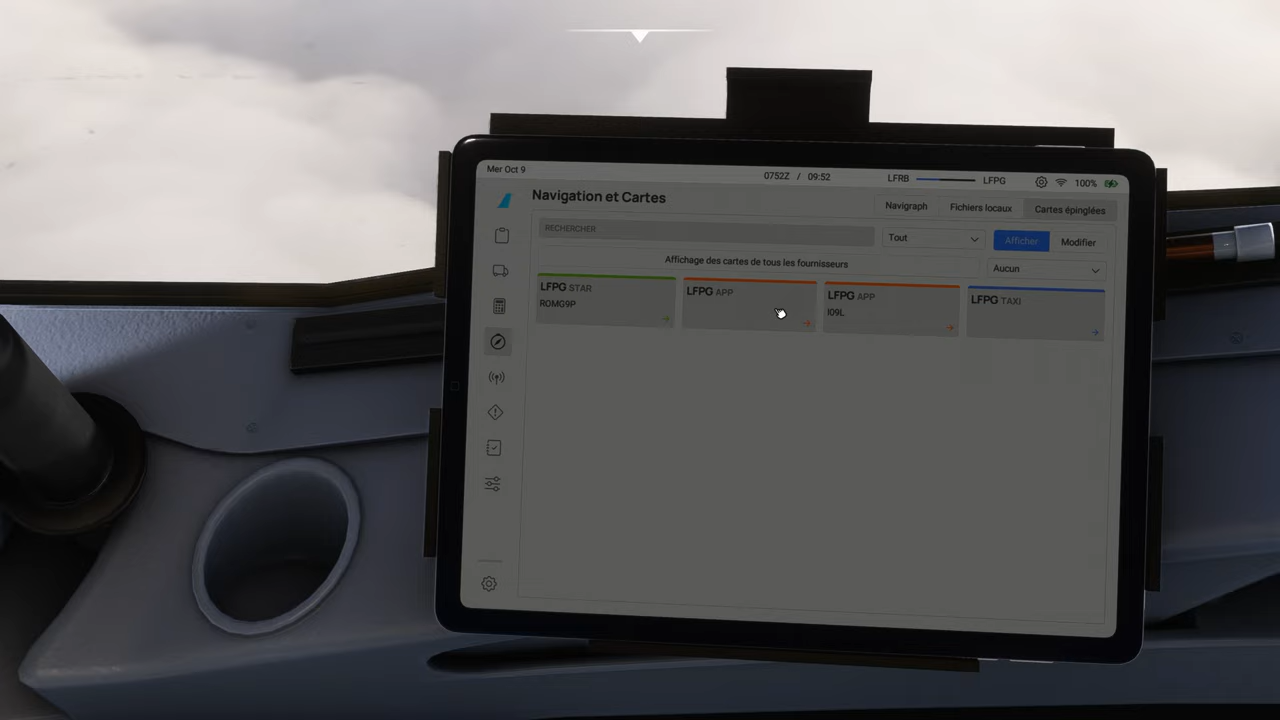 Mer Oct 9
0752Z / 09:52
LFRB
LFPG
100%
Navigation et Cartes
Navigraph
Fichiers locaux
Cartes épinglées
RECHERCHER
Tout
Afficher
Modifier
Affichage des cartes de tous les fournisseurs
Aucun
LFPG STAR
R0MG9P
LFPG APP
LFPG APP
I09L
LFPG TAXI